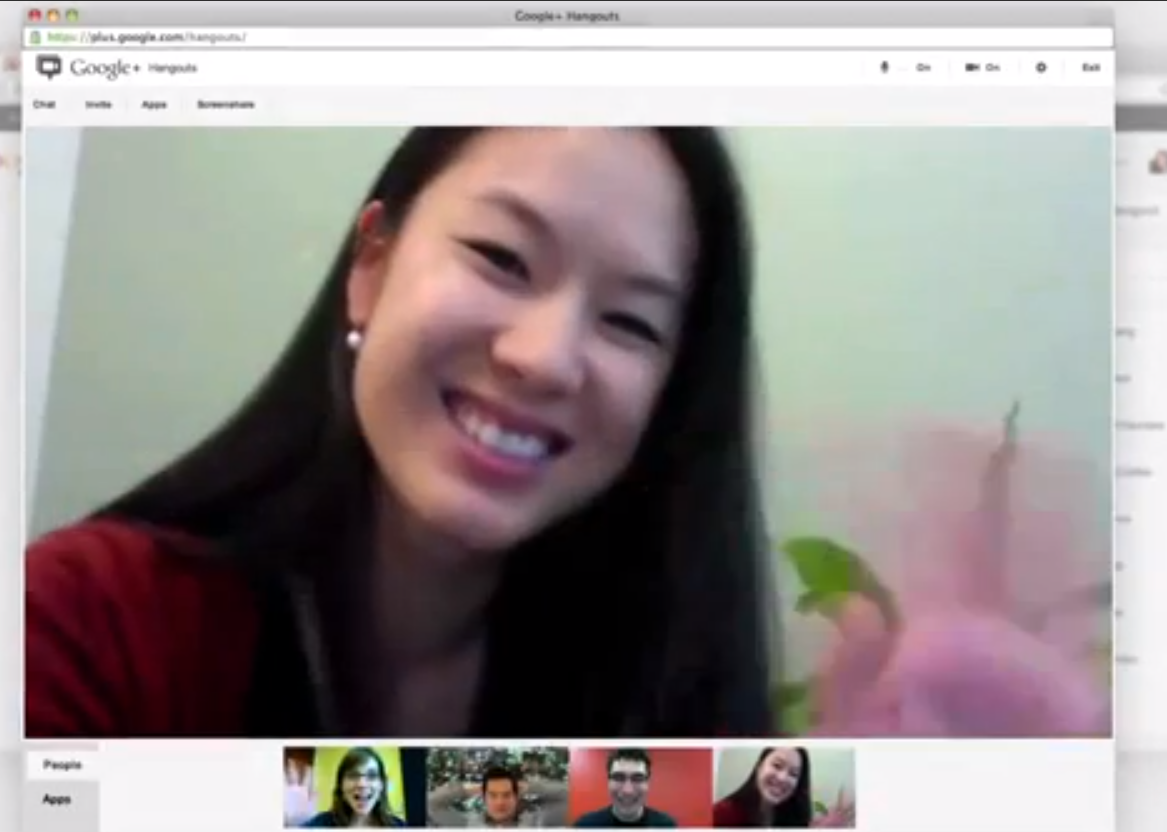 Google+ Hangouts
https://plus.google.com/hangouts/
Google+ Hangouts
On
On
Exit
Chat Invite Apps Screenshare
People
Apps